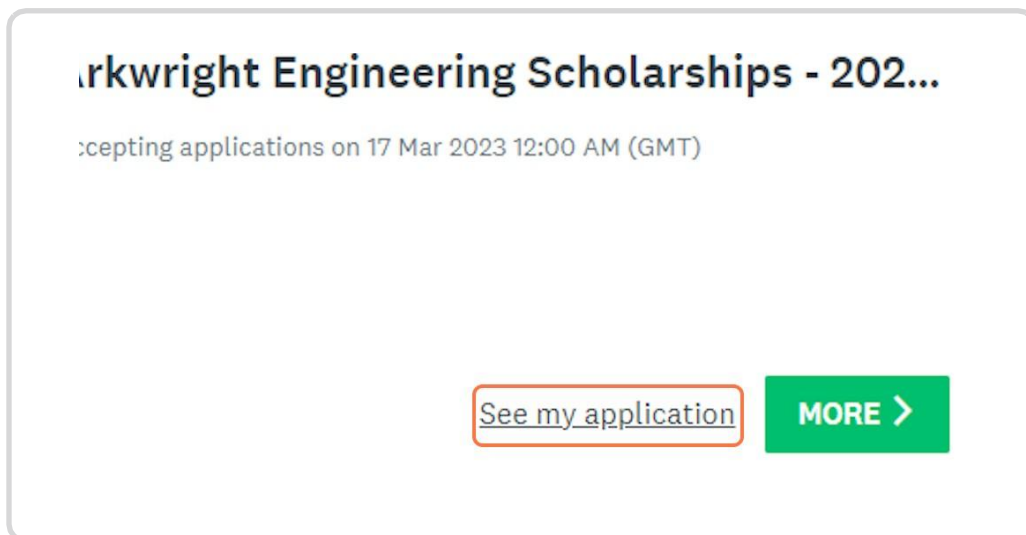 rkwright Engineering Scholarships - 202...
ccepting applications on 17 Mar 2023 12:00 AM (GMT)
See my application
MORE